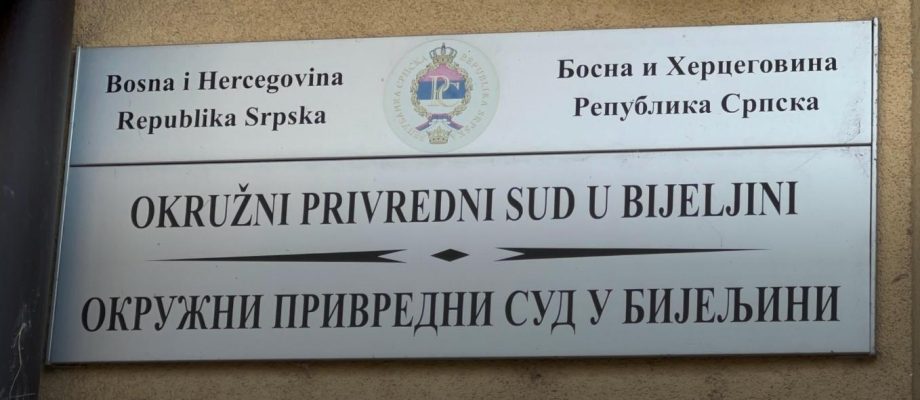 Bosna i Hercegovina
Republika Srpska
Босна и Херцеговина
Република Српска
OKRUŽNI PRIVREDNI SUD U BIJELJINI
ОКРУЖНИ ПРИВРЕДНИ СУД У БИЈЕЉИНИ